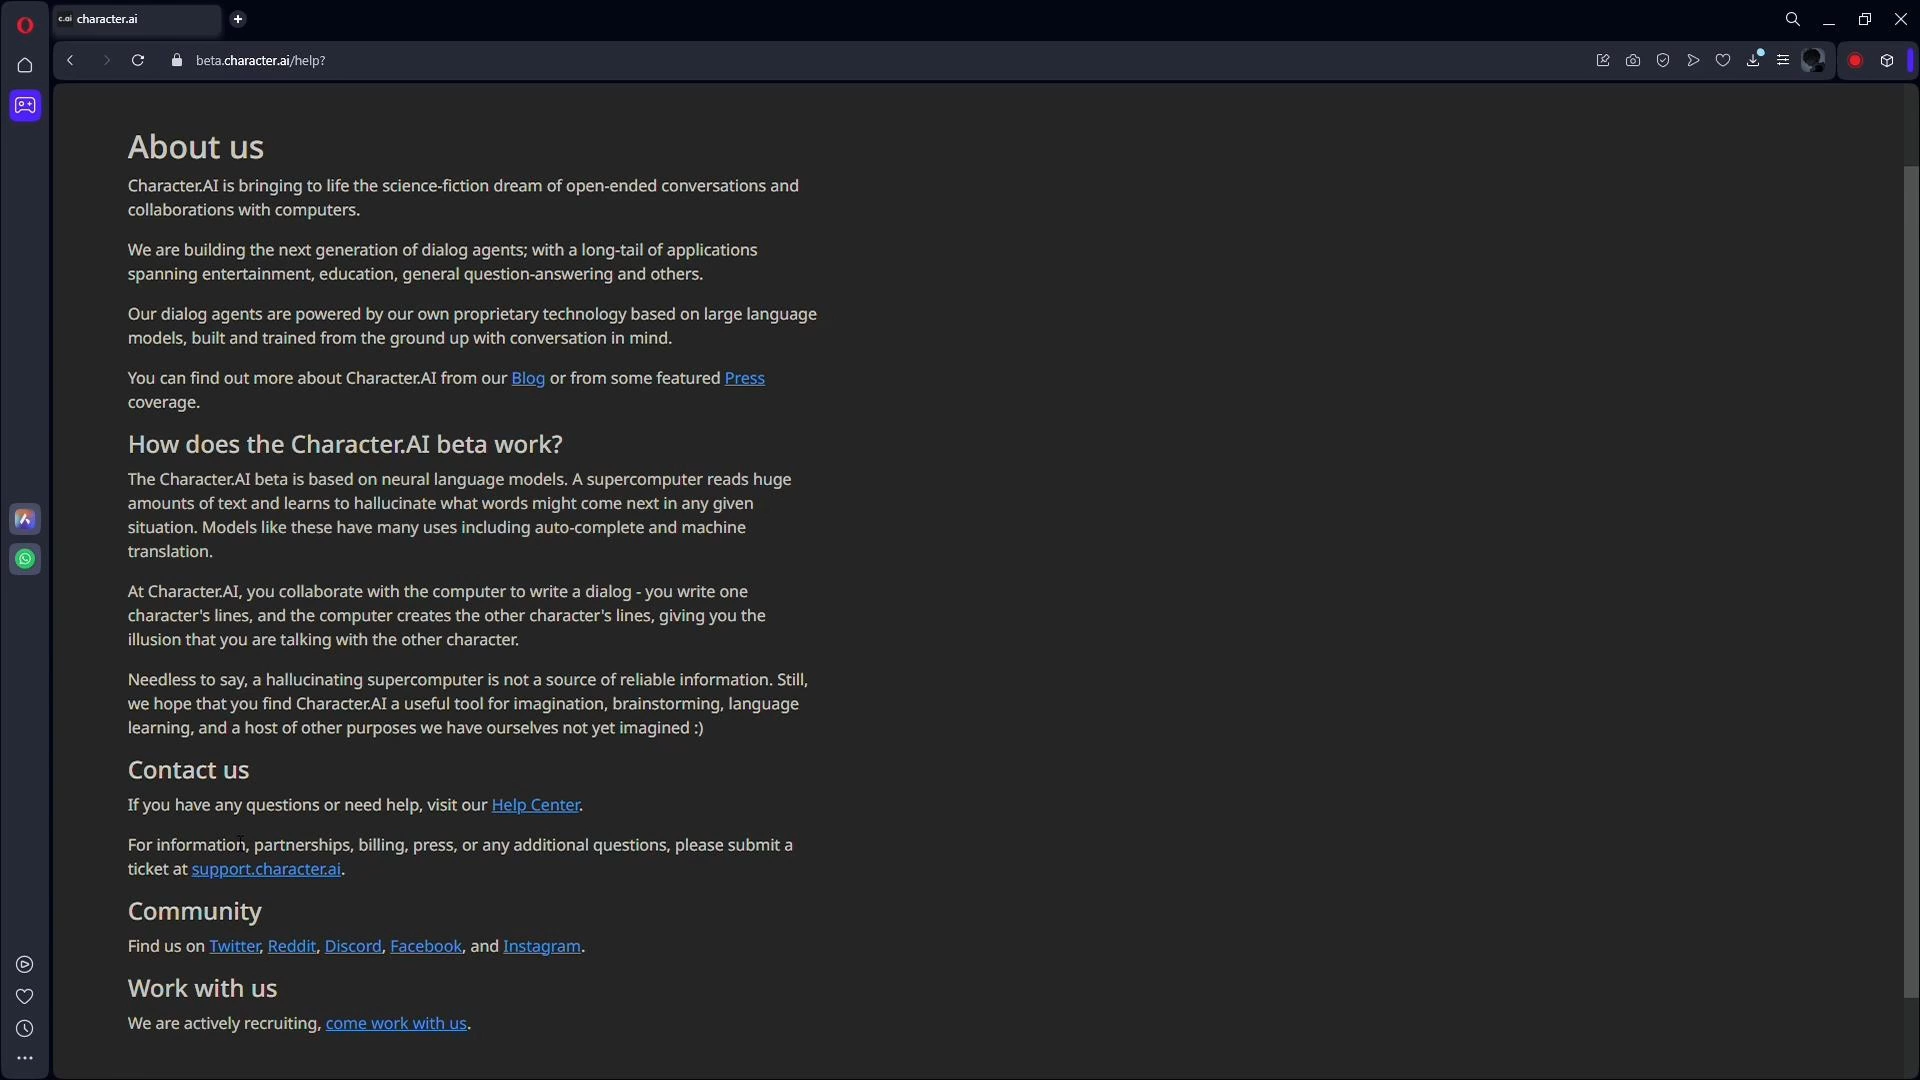 c.ai character.ai
beta.character.ai/help?
About us
Character.AI is bringing to life the science-fiction dream of open-ended conversations and
collaborations with computers.
We are building the next generation of dialog agents; with a long-tail of applications
spanning entertainment, education, general question-answering and others.
Our dialog agents are powered by our own proprietary technology based on large language
models, built and trained from the ground up with conversation in mind.
You can find out more about Character.AI from our Blog or from some featured Press
coverage.
How does the Character.AI beta work?
The Character.AI beta is based on neural language models. A supercomputer reads huge
amounts of text and learns to hallucinate what words might come next in any given
situation. Models like these have many uses including auto-complete and machine
translation.
At Character.AI, you collaborate with the computer to write a dialog - you write one
character's lines, and the computer creates the other character's lines, giving you the
illusion that you are talking with the other character.
Needless to say, a hallucinating supercomputer is not a source of reliable information. Still,
we hope that you find Character.AI a useful tool for imagination, brainstorming, language
learning, and a host of other purposes we have ourselves not yet imagined :)
Contact us
If you have any questions or need help, visit our Help Center.
For information, partnerships, billing, press, or any additional questions, please submit a
ticket at support.character.ai.
Community
Find us on Twitter, Reddit, Discord, Facebook, and Instagram.
Work with us
We are actively recruiting, come work with us.